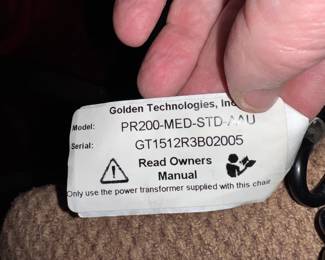 Golden Technologies, Inc
Model: PR200-MED-STD-AAU
Serial: GT1512R3B02005
Read Owners
Manual
Only use the power transformer supplied with this chair